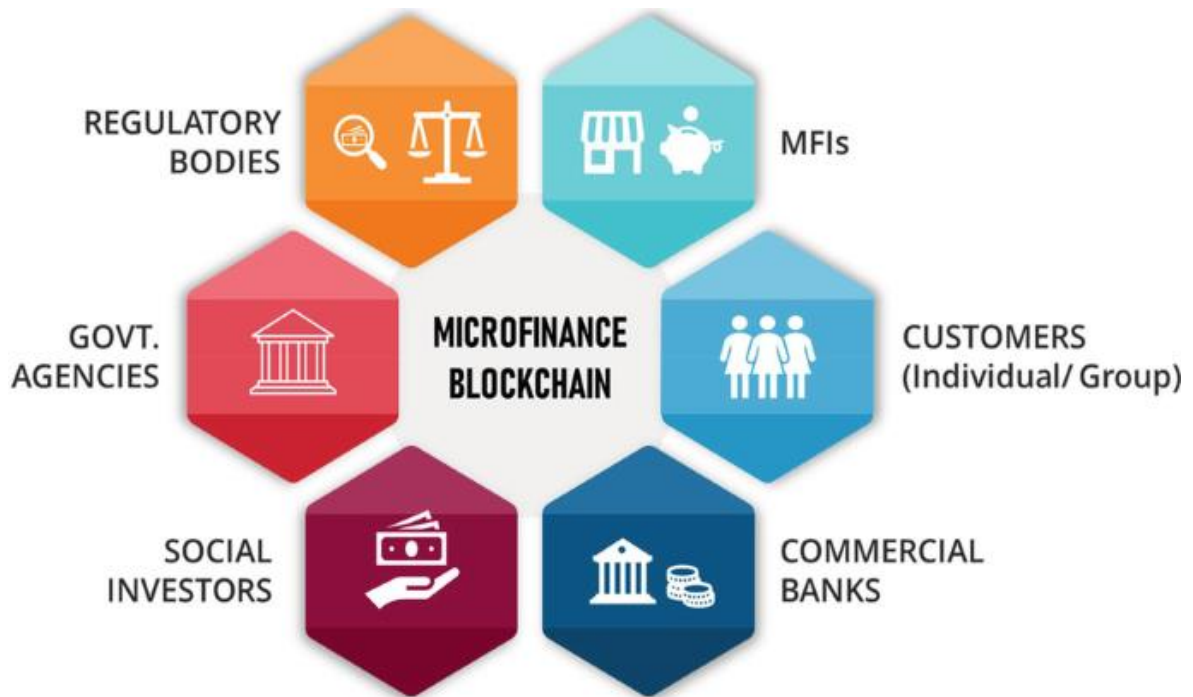 REGULATORY
BODIES
MFIs
GOVT.
AGENCIES
MICROFINANCE
BLOCKCHAIN
CUSTOMERS
(Individual/ Group)
SOCIAL
INVESTORS
COMMERCIAL
BANKS